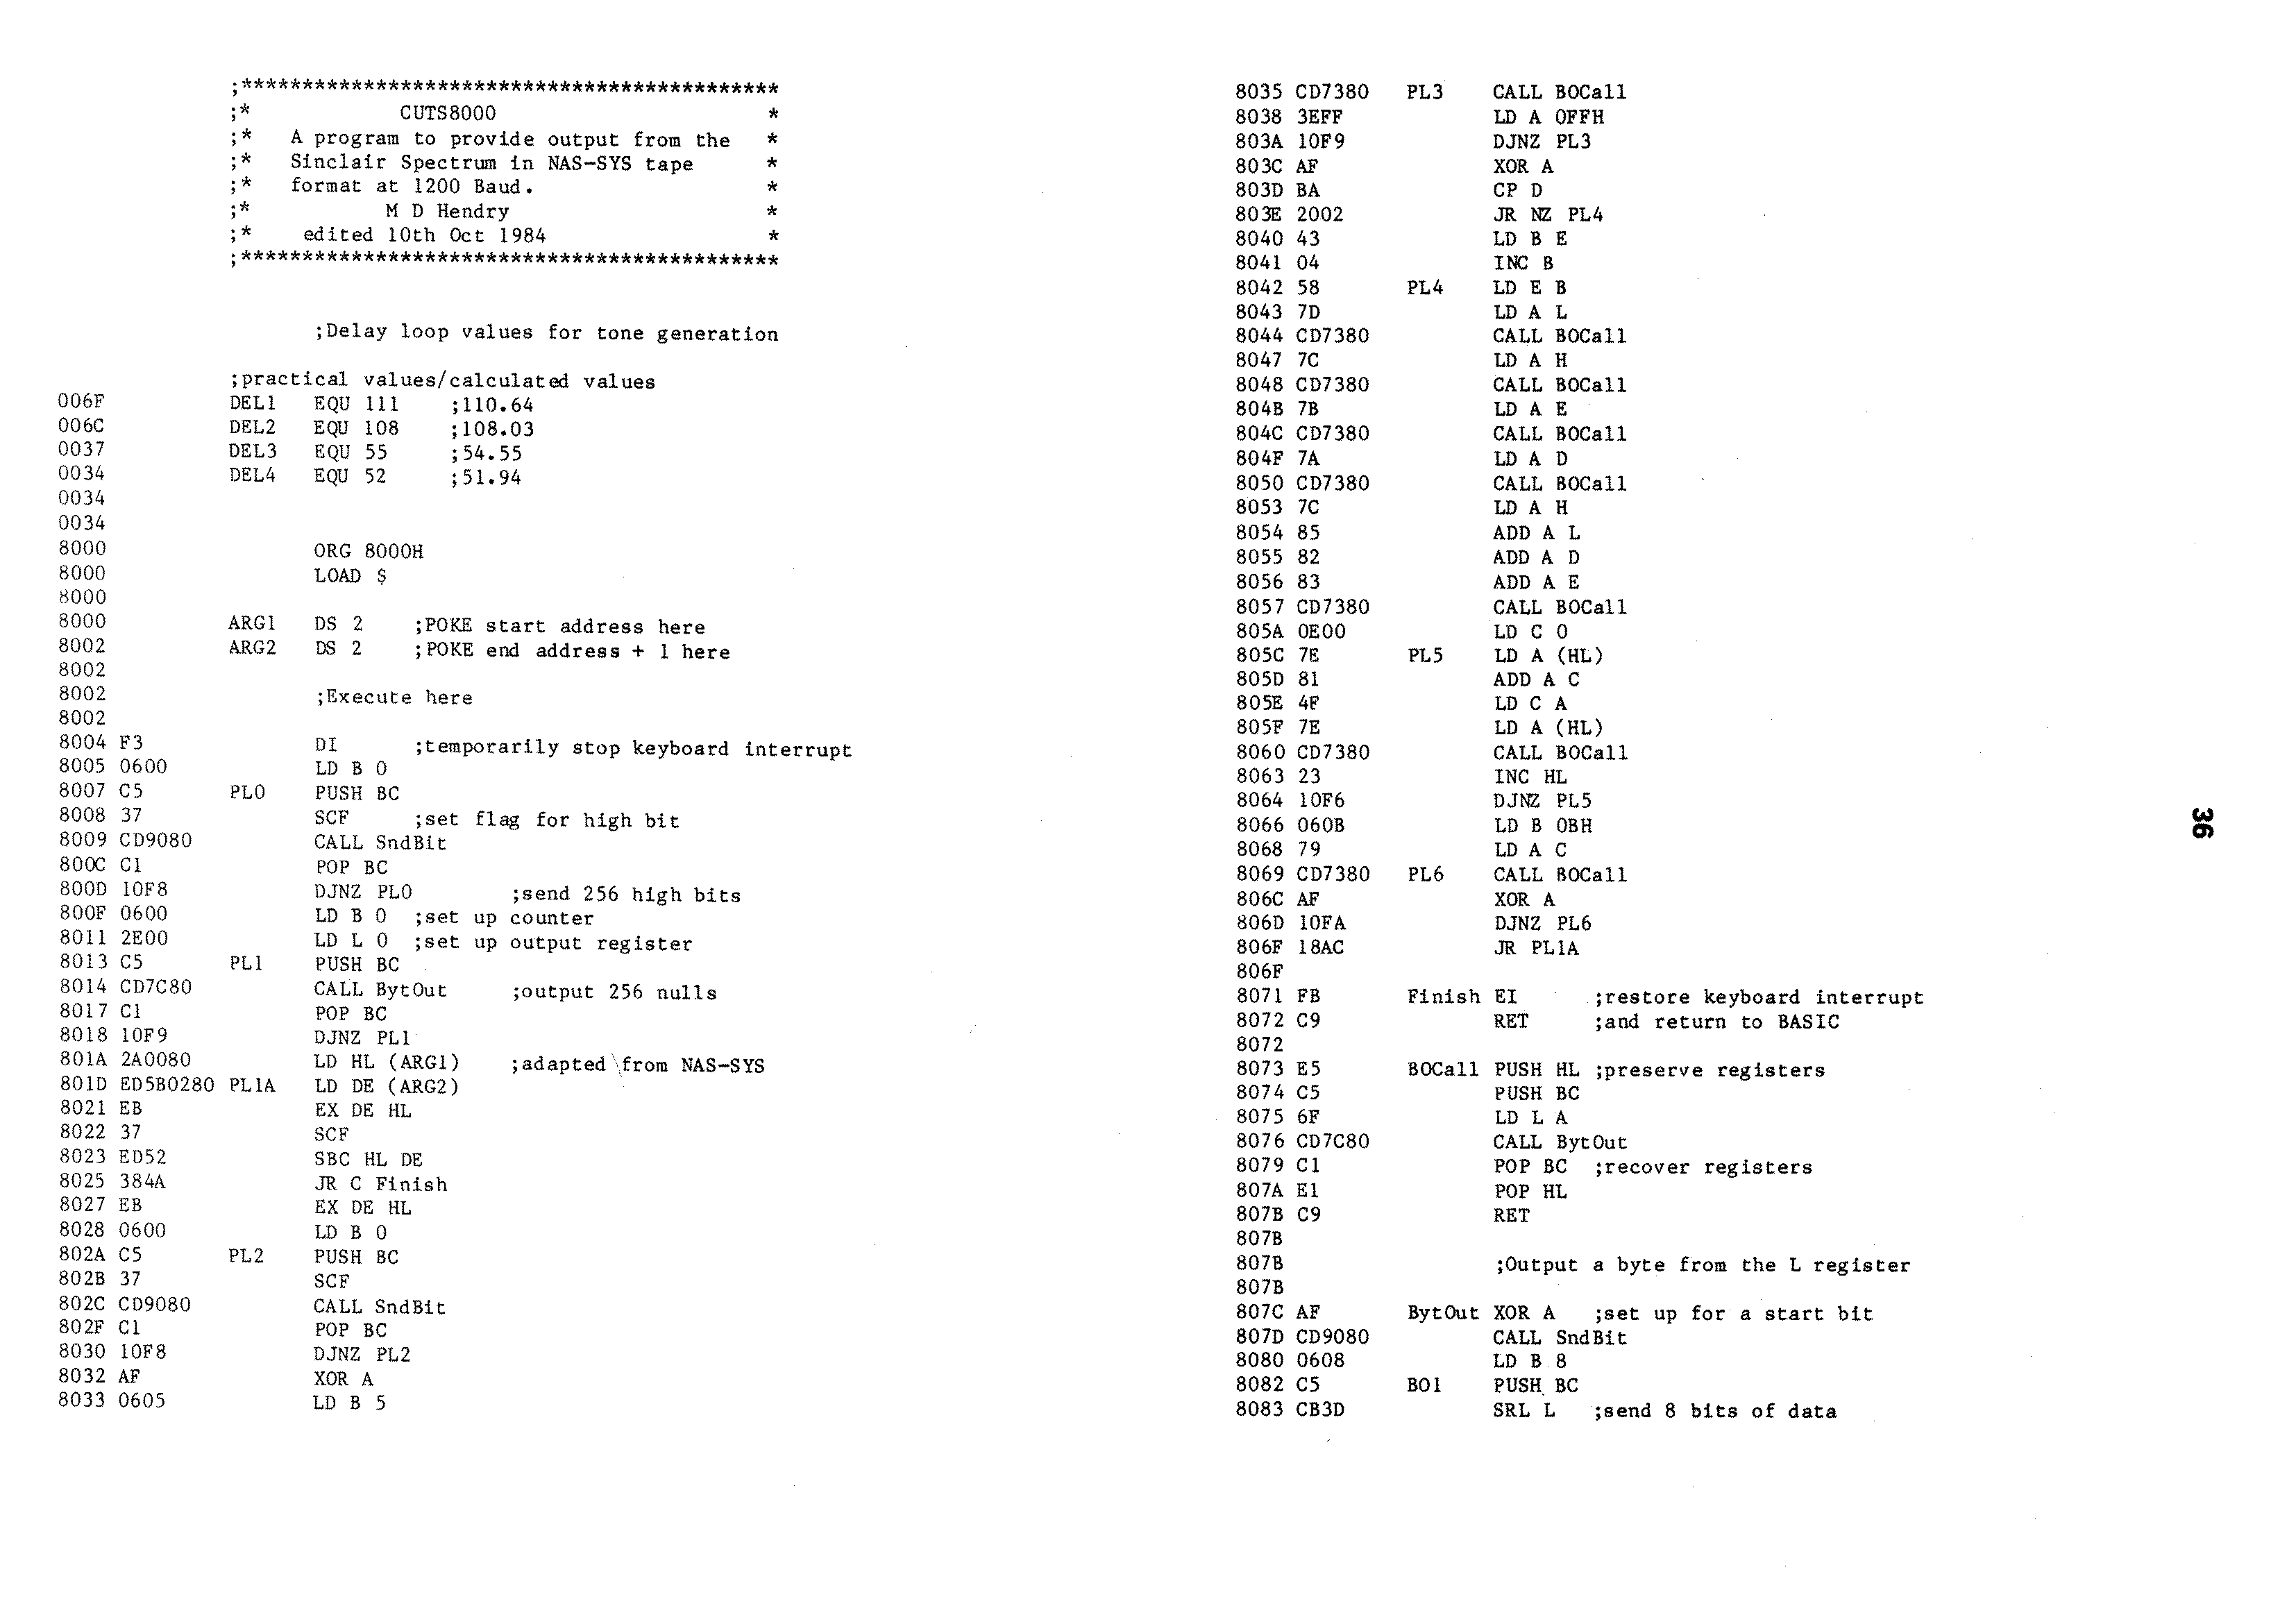 ;********************************************
;*            CUTS8000                      *
;*   A program to provide output from the   *
;*   Sinclair Spectrum in NAS-SYS tape      *
;*   format at 1200 Baud.                   *
;*           M D Hendry                     *
;*    edited 10th Oct 1984                  *
;********************************************
;Delay loop values for tone generation
;practical values/calculated values
006F DEL1 EQU 111 ;110.64
006C DEL2 EQU 108 ;108.03
0037 DEL3 EQU 55 ;54.55
0034 DEL4 EQU 52 ;51.94
0034
0034
8000 ORG 8000H
8000 LOAD $
8000
8000 ARG1 DS 2 ;POKE start address here
8002 ARG2 DS 2 ;POKE end address + 1 here
8002
8002 ;Execute here
8002
8004 F3 DI ;temporarily stop keyboard interrupt
8005 0600 LD B 0
8007 C5 PL0 PUSH BC
8008 37 SCF ;set flag for high bit
8009 CD9080 CALL SndBit
800C C1 POP BC
800D 10F8 DJNZ PL0 ;send 256 high bits
800F 0600 LD B 0 ;set up counter
8011 2E00 LD L 0 ;set up output register
8013 C5 PL1 PUSH BC
8014 CD7C80 CALL BytOut ;output 256 nulls
8017 C1 POP BC
8018 10F9 DJNZ PL1
801A 2A0080 LD HL (ARG1) ;adapted from NAS-SYS
801D ED5B0280 PL1A LD DE (ARG2)
8021 EB EX DE HL
8022 37 SCF
8023 ED52 SBC HL DE
8025 384A JR C Finish
8027 EB EX DE HL
8028 0600 LD B 0
802A C5 PL2 PUSH BC
802B 37 SCF
802C CD9080 CALL SndBit
802F C1 POP BC
8030 10F8 DJNZ PL2
8032 AF XOR A
8033 0605 LD B 5
8035 CD7380 PL3 CALL BOCall
8038 3EFF LD A 0FFH
803A 10F9 DJNZ PL3
803C AF XOR A
803D BA CP D
803E 2002 JR NZ PL4
8040 43 LD B E
8041 04 INC B
8042 58 PL4 LD E B
8043 7D LD A L
8044 CD7380 CALL BOCall
8047 7C LD A H
8048 CD7380 CALL BOCall
804B 7B LD A E
804C CD7380 CALL BOCall
804F 7A LD A D
8050 CD7380 CALL BOCall
8053 7C LD A H
8054 85 ADD A L
8055 82 ADD A D
8056 83 ADD A E
8057 CD7380 CALL BOCall
805A 0E00 LD C 0
805C 7E PL5 LD A (HL)
805D 81 ADD A C
805E 4F LD C A
805F 7E LD A (HL)
8060 CD7380 CALL BOCall
8063 23 INC HL
8064 10F6 DJNZ PL5
8066 060B LD B 0BH
8068 79 LD A C
8069 CD7380 PL6 CALL BOCall
806C AF XOR A
806D 10FA DJNZ PL6
806F 18AC JR PL1A
806F
8071 FB Finish EI ;restore keyboard interrupt
8072 C9 RET ;and return to BASIC
8072
8073 E5 BOCall PUSH HL ;preserve registers
8074 C5 PUSH BC
8075 6F LD L A
8076 CD7C80 CALL BytOut
8079 C1 POP BC ;recover registers
807A E1 POP HL
807B C9 RET
807B
807B ;Output a byte from the L register
807B
807C AF BytOut XOR A ;set up for a start bit
807D CD9080 CALL SndBit
8080 0608 LD B 8
8082 C5 BO1 PUSH BC
8083 CB3D SRL L ;send 8 bits of data
36